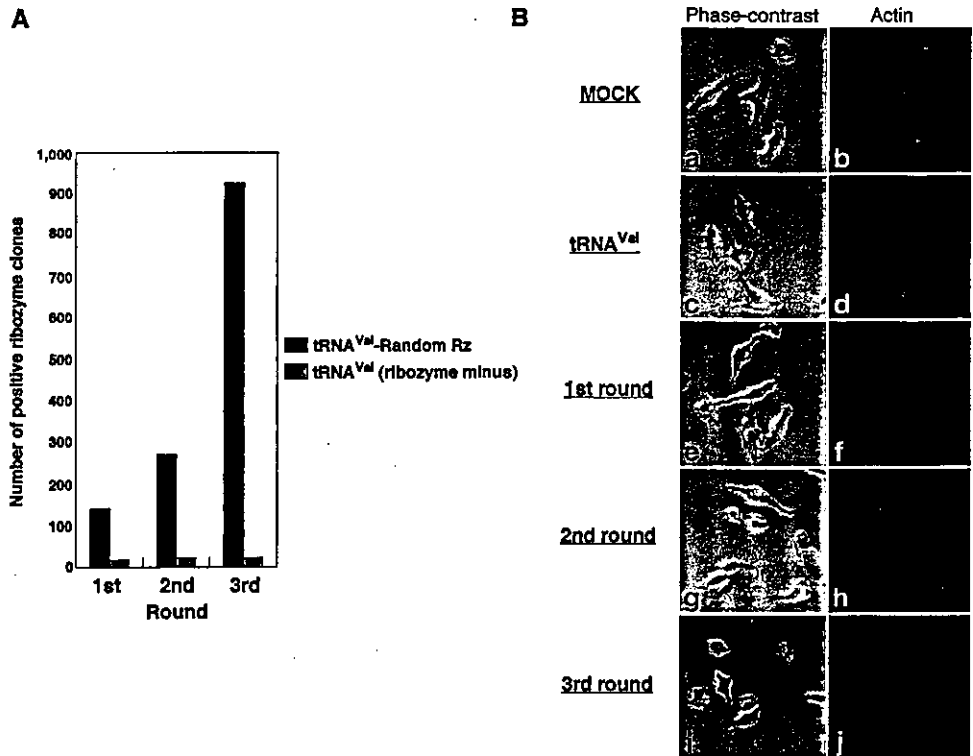 A
Number of positive ribozyme clones
1,000
900
800
700
600
500
400
300
200
100
0
1st 2nd 3rd
Round
tRNAVal-Random Rz
tRNAVal (ribozyme minus)
B
Phase-contrast Actin
MOCK
a b
tRNAVal
c d
1st round
e f
2nd round
g h
3rd round
i j